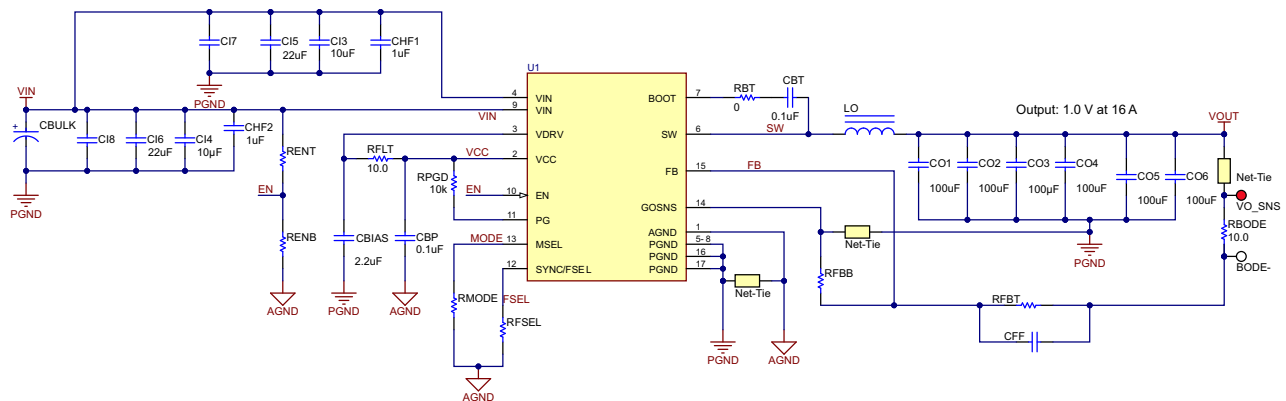 CI7
CI5
22uF
CI3
10uF
CHF1
1uF
PGND
VIN
+
CBULK
CI8
CI6
22uF
CI4
10µF
CHF2
1uF
PGND
RENT
EN
RENB
AGND
U1
VIN
4 VIN
9 VIN
3 VDRV
VCC
2 VCC
EN
10 EN
11 PG
MODE
13 MSEL
12 SYNC/FSEL
BOOT 7
SW 6
FB 15
GOSNS 14
AGND 1
PGND 5-8
PGND 16
PGND 17
RFLT
10.0
RPGD
10k
CBIAS
2.2uF
CBP
0.1uF
PGND
AGND
RMODE
FSEL
RFSEL
AGND
RBT
0
CBT
0.1uF
SW
LO
FB
Output: 1.0 V at 16 A
VOUT
CO1
100uF
CO2
100uF
CO3
100µF
CO4
100uF
CO5
100uF
CO6
100uF
Net-Tie
VO_SNS
RBODE
10.0
BODE-
Net-Tie
PGND
RFBB
Net-Tie
PGND
AGND
RFBT
CFF